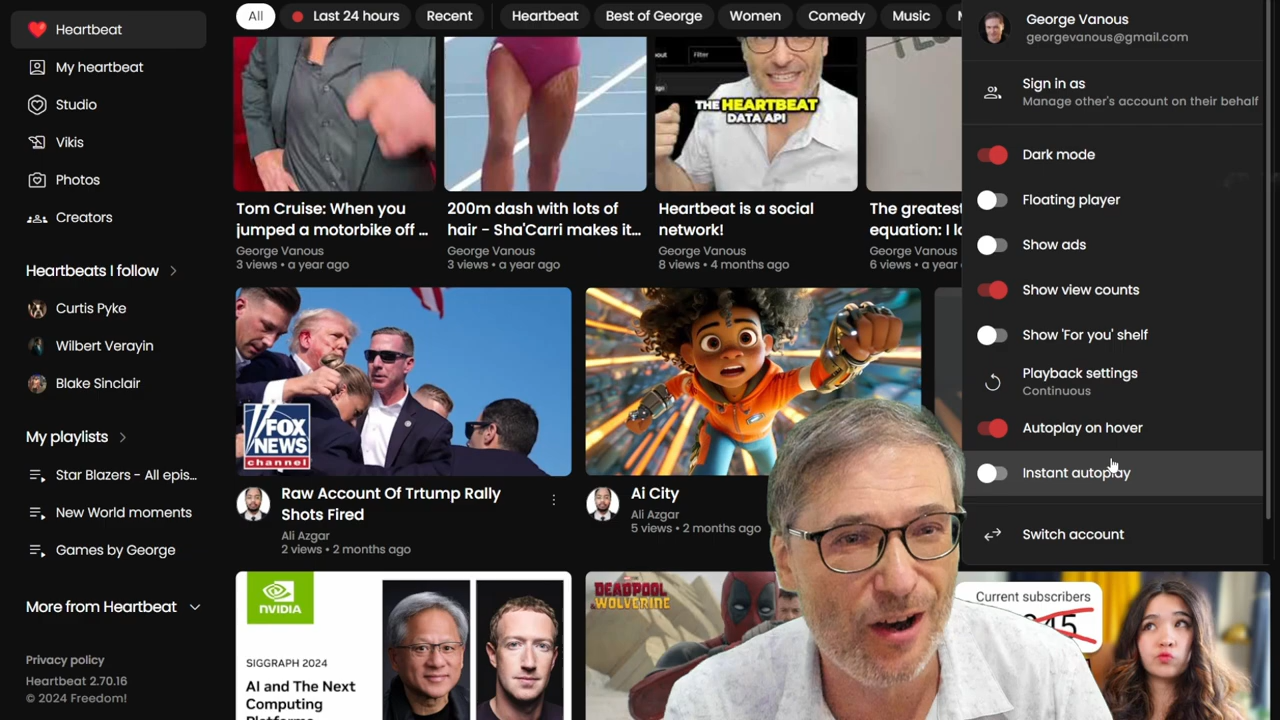 Heartbeat
My heartbeat
Studio
Vikis
Photos
Creators
Heartbeats I follow
Curtis Pyke
Wilbert Verayin
Blake Sinclair
My playlists
Star Blazers - All epis...
New World moments
Games by George
More from Heartbeat
Privacy policy
Heartbeat 2.70.16
© 2024 Freedom!
All
Last 24 hours
Recent
Heartbeat
Best of George
Women
Comedy
Music
Filter
THE HEARTBEAT
DATA API
Tom Cruise: When you
jumped a motorbike off ...
George Vanous
3 views • a year ago
200m dash with lots of
hair - Sha'Carri makes it...
George Vanous
3 views • a year ago
Heartbeat is a social
network!
George Vanous
8 views • 4 months ago
The greatest
equation: I lo
George Vanous
6 views • a year
FOX
NEWS
channel
Raw Account Of Trtump Rally
Shots Fired
Ali Azgar
2 views • 2 months ago
Ai City
Ali Azgar
5 views • 2 months ago
NVIDIA
SIGGRAPH 2024
AI and The Next
Computing
DEADPOOL
WOLVERINE
Current subscribers
45
George Vanous
georgevanous@gmail.com
Sign in as
Manage other's account on their behalf
Dark mode
Floating player
Show ads
Show view counts
Show 'For you' shelf
Playback settings
Continuous
Autoplay on hover
Instant autoplay
Switch account